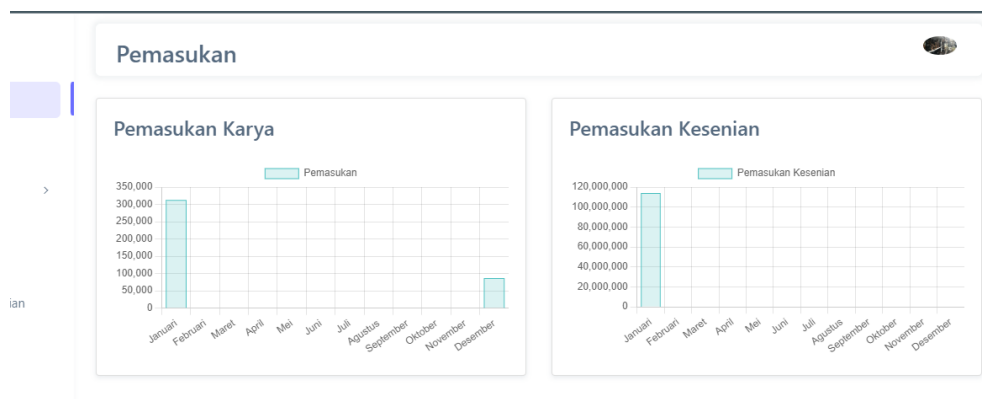 Pemasukan
Pemasukan Karya
Pemasukan
350,000
300,000
250,000
200,000
150,000
100,000
50,000
0
Januari
Februari
Maret
April
Mei
Juni
Juli
Agustus
September
Oktober
November
Desember
Pemasukan Kesenian
Pemasukan Kesenian
120,000,000
100,000,000
80,000,000
60,000,000
40,000,000
20,000,000
0
Januari
Februari
Maret
April
Mei
Juni
Juli
Agustus
September
Oktober
November
Desember
ian